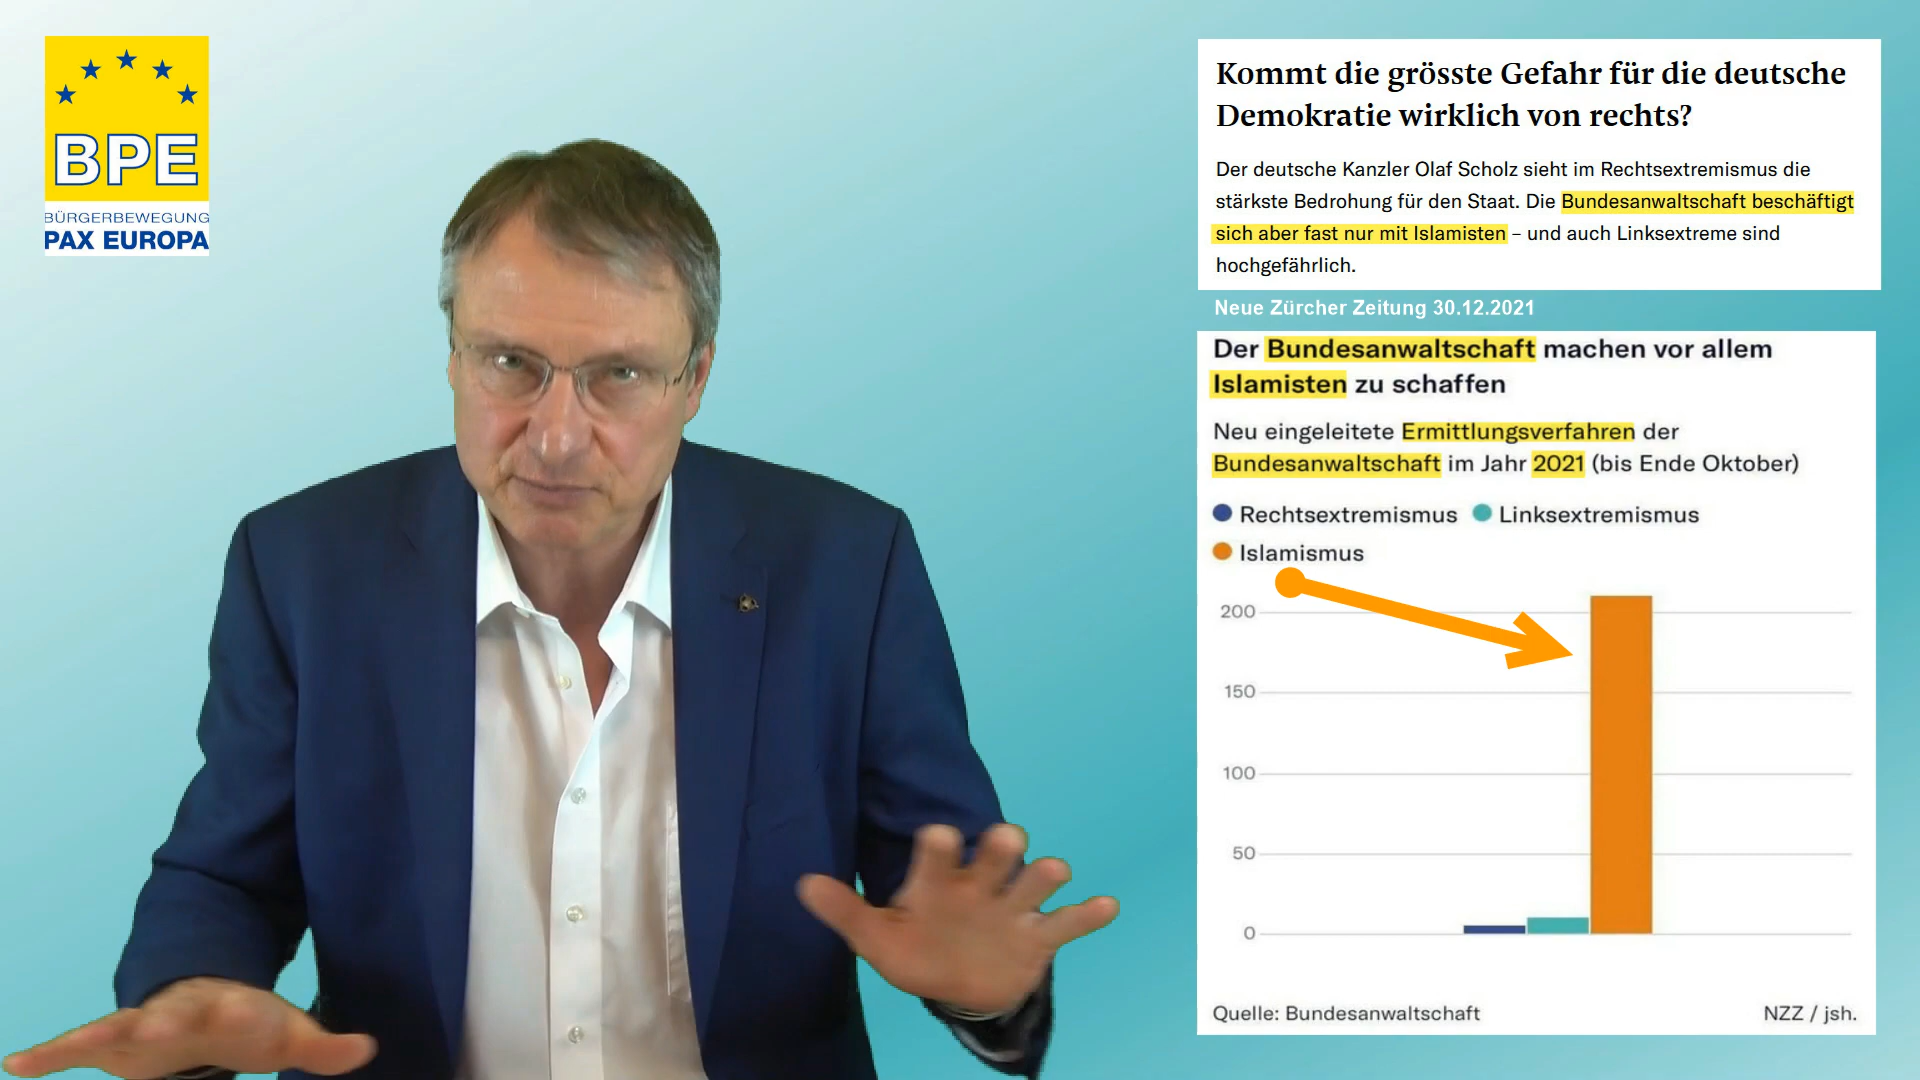 BPE
BÜRGERBEWEGUNG
PAX EUROPA
Kommt die grösste Gefahr für die deutsche
Demokratie wirklich von rechts?
Der deutsche Kanzler Olaf Scholz sieht im Rechtsextremismus die
stärkste Bedrohung für den Staat. Die Bundesanwaltschaft beschäftigt
sich aber fast nur mit Islamisten – und auch Linksextreme sind
hochgefährlich.
Neue Zürcher Zeitung 30.12.2021
Der Bundesanwaltschaft machen vor allem
Islamisten zu schaffen
Neu eingeleitete Ermittlungsverfahren der
Bundesanwaltschaft im Jahr 2021 (bis Ende Oktober)
Rechtsextremismus Linksextremismus
Islamismus
200
150
100
50
0
Quelle: Bundesanwaltschaft NZZ / jsh.